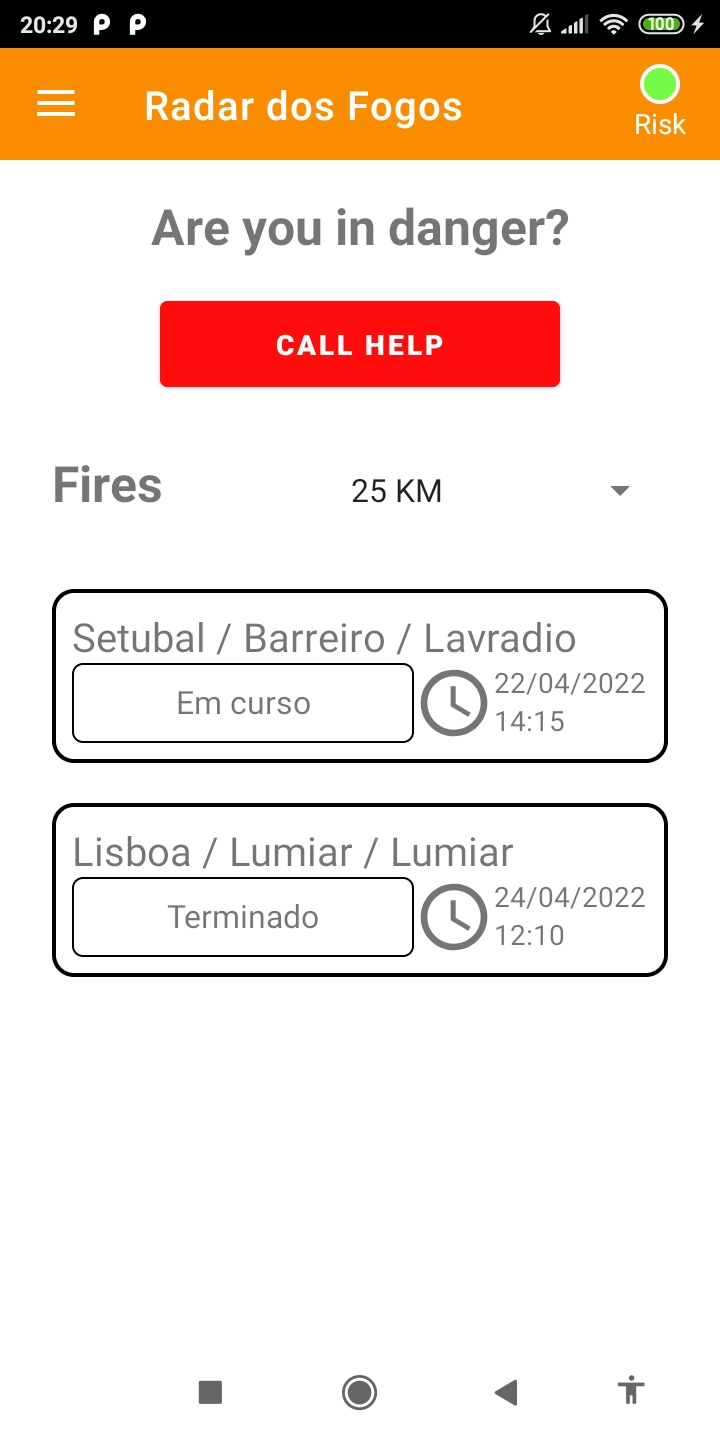 20:29
100
Radar dos Fogos
Risk
Are you in danger?
CALL HELP
Fires
25 KM
Setubal / Barreiro / Lavradio
Em curso
22/04/2022
14:15
Lisboa / Lumiar / Lumiar
Terminado
24/04/2022
12:10